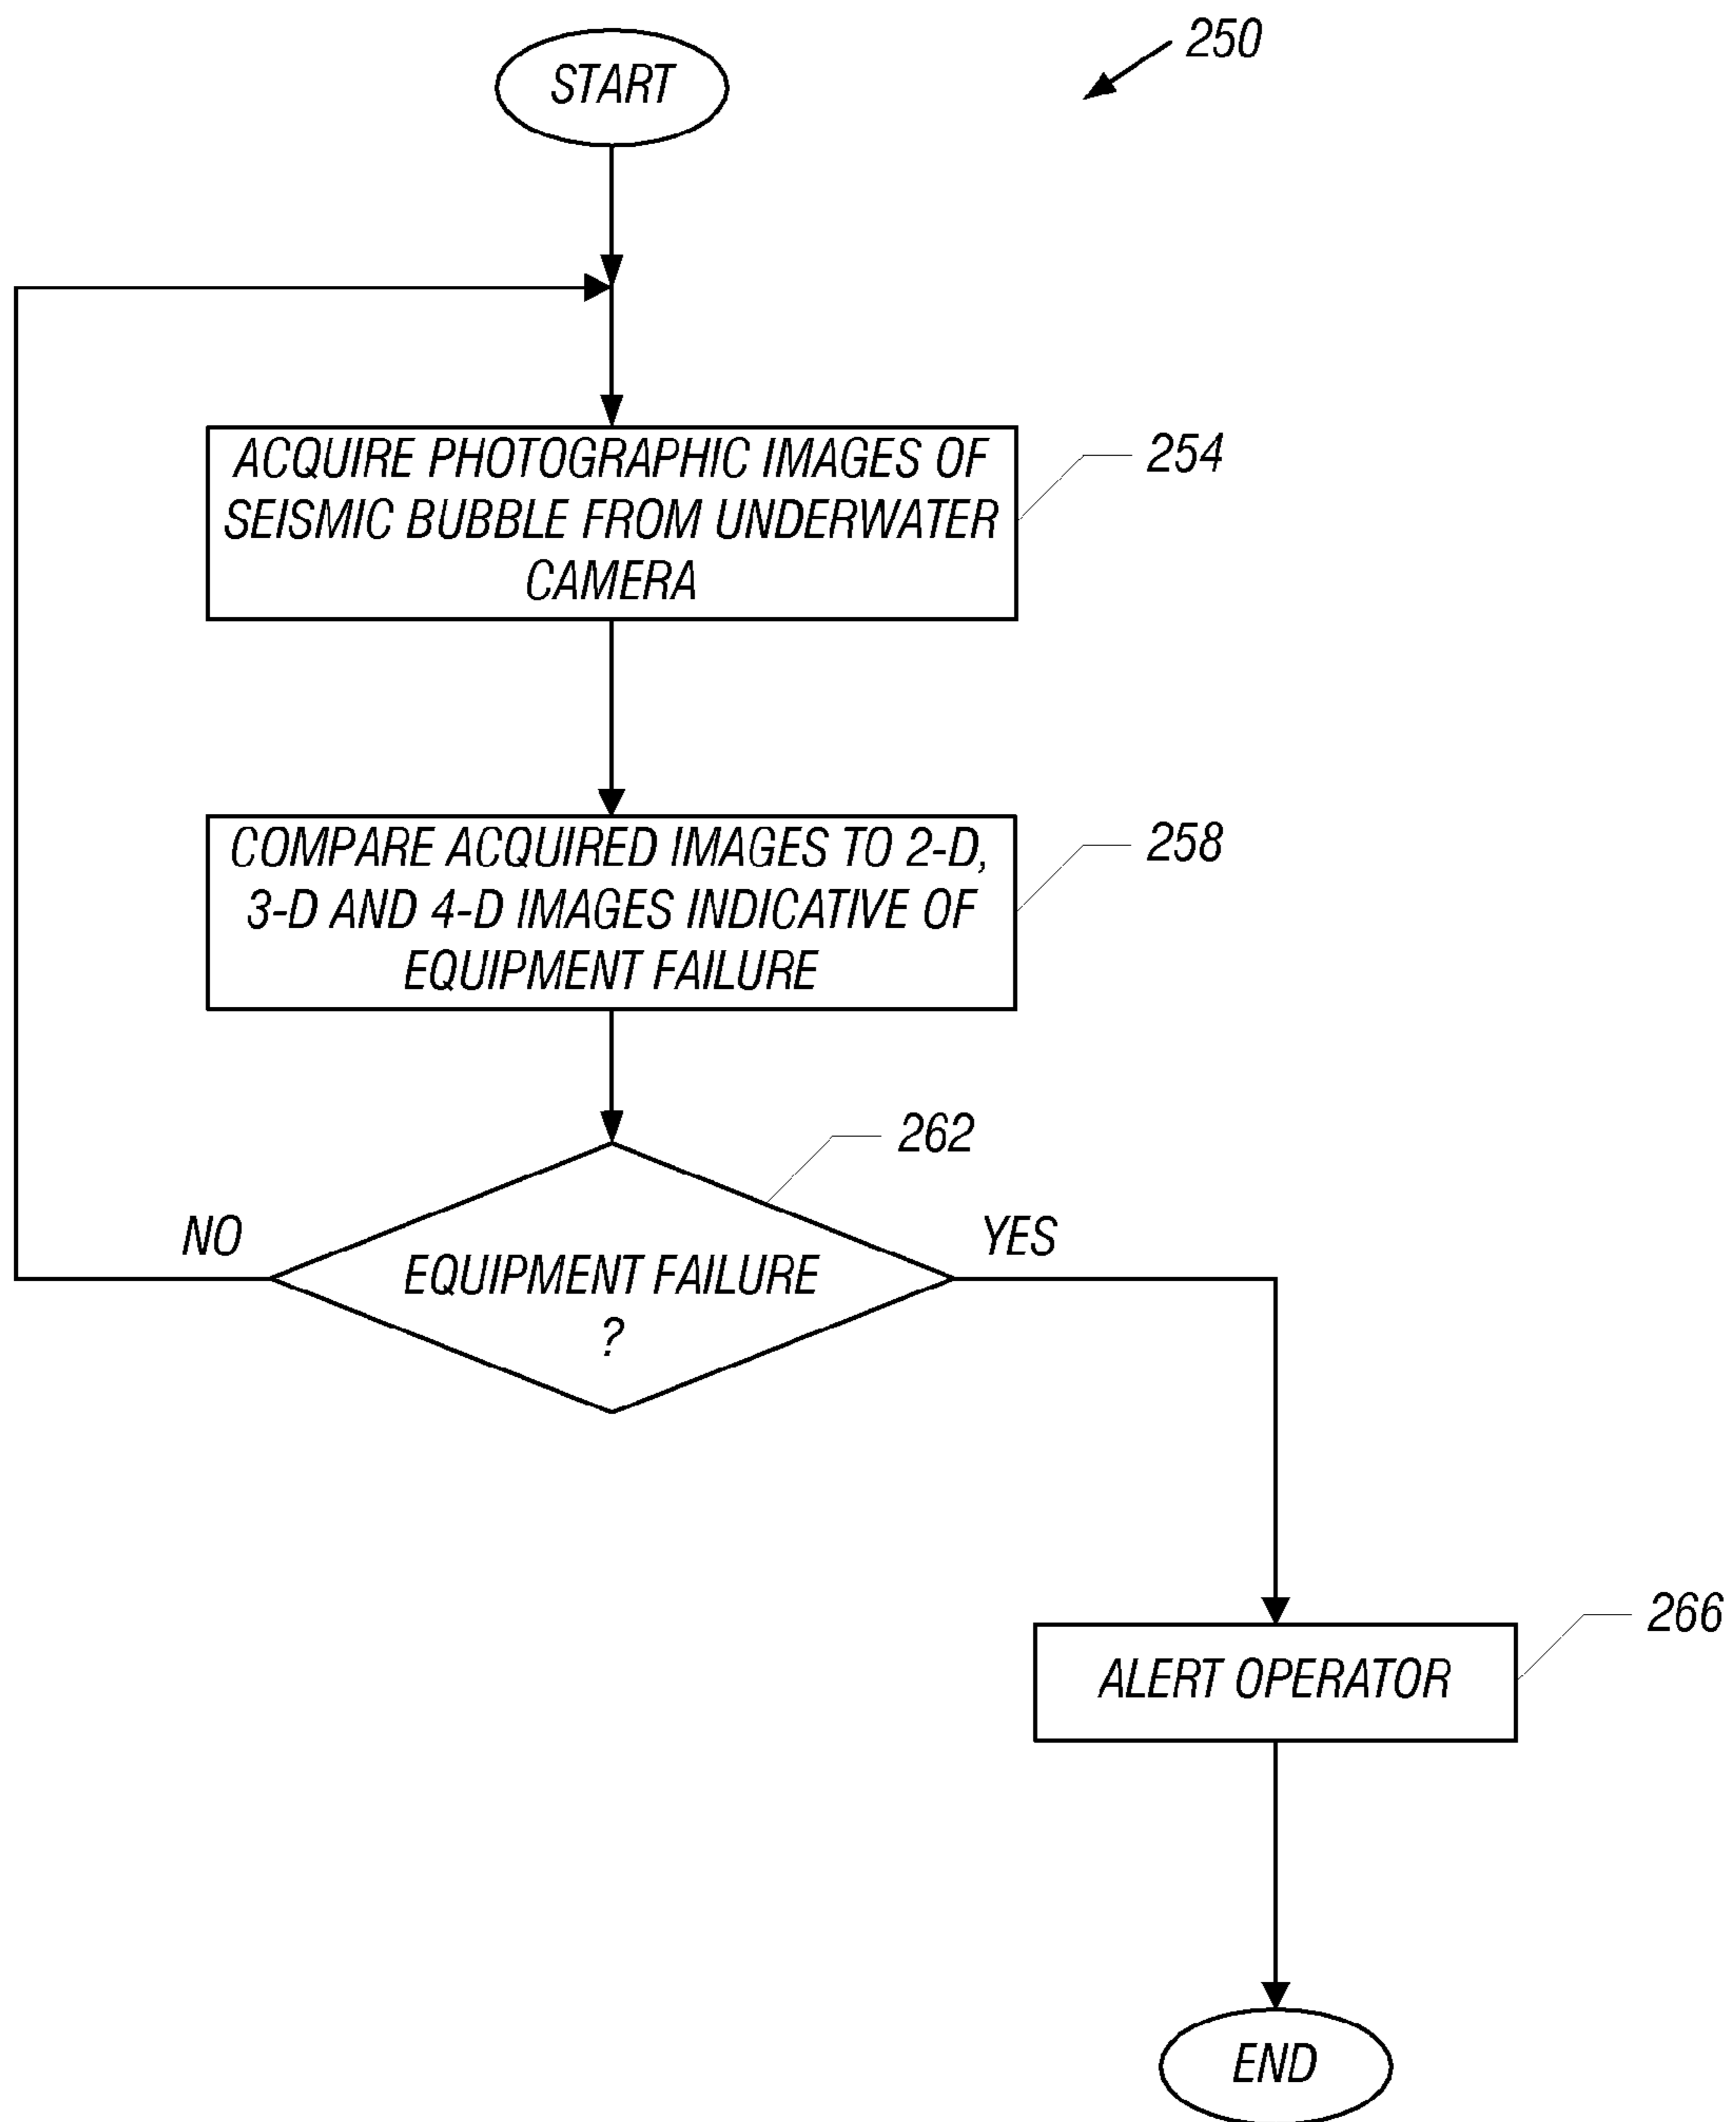 250
START
ACQUIRE PHOTOGRAPHIC IMAGES OF
SEISMIC BUBBLE FROM UNDERWATER
CAMERA
254
COMPARE ACQUIRED IMAGES TO 2-D,
3-D AND 4-D IMAGES INDICATIVE OF
EQUIPMENT FAILURE
258
262
NO
YES
EQUIPMENT FAILURE
?
266
ALERT OPERATOR
END